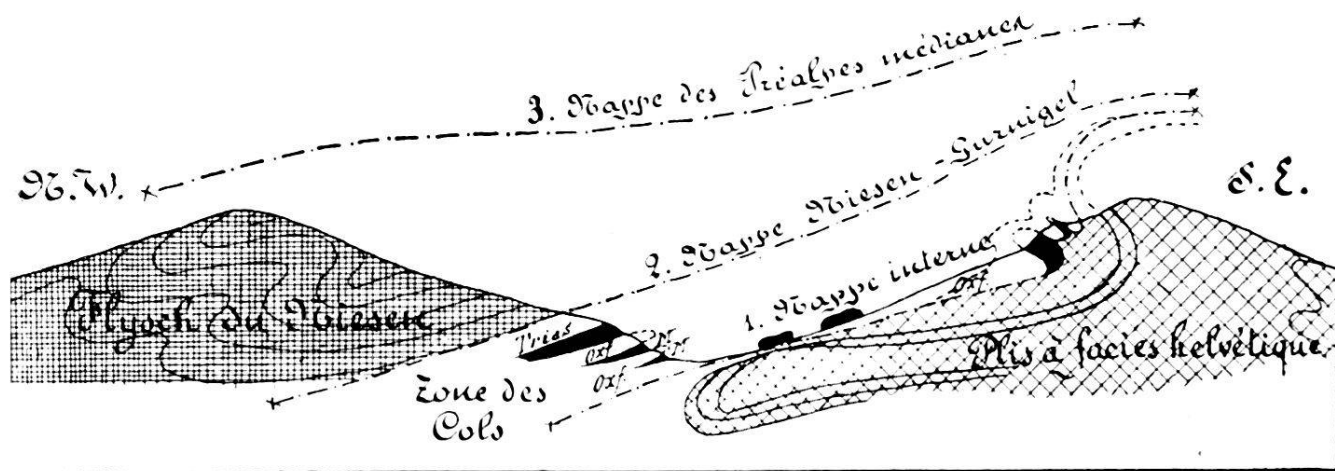 3. Nappe des Préalpes médianes
N.W.
S.E.
2. Nappe Niesen-Gurnigel
1. Nappe interne
Oxf.
Flysch du Niesen
Trias
Oxf.
Oxf.
Zone des
Cols
Plis à facies helvétique